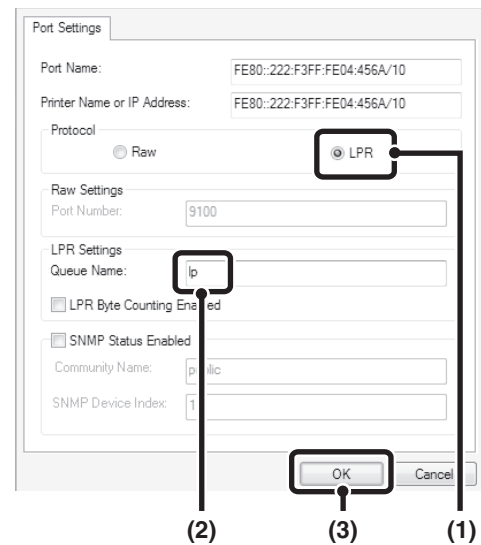 Port Settings
Port Name: FE80::222:F3FF:FE04:456A/10
Printer Name or IP Address: FE80::222:F3FF:FE04:456A/10
Protocol
Raw LPR
Raw Settings
Port Number: 9100
LPR Settings
Queue Name: lp
LPR Byte Counting Enabled
SNMP Status Enabled
Community Name: public
SNMP Device Index: 1
OK Cancel
(2) (3) (1)